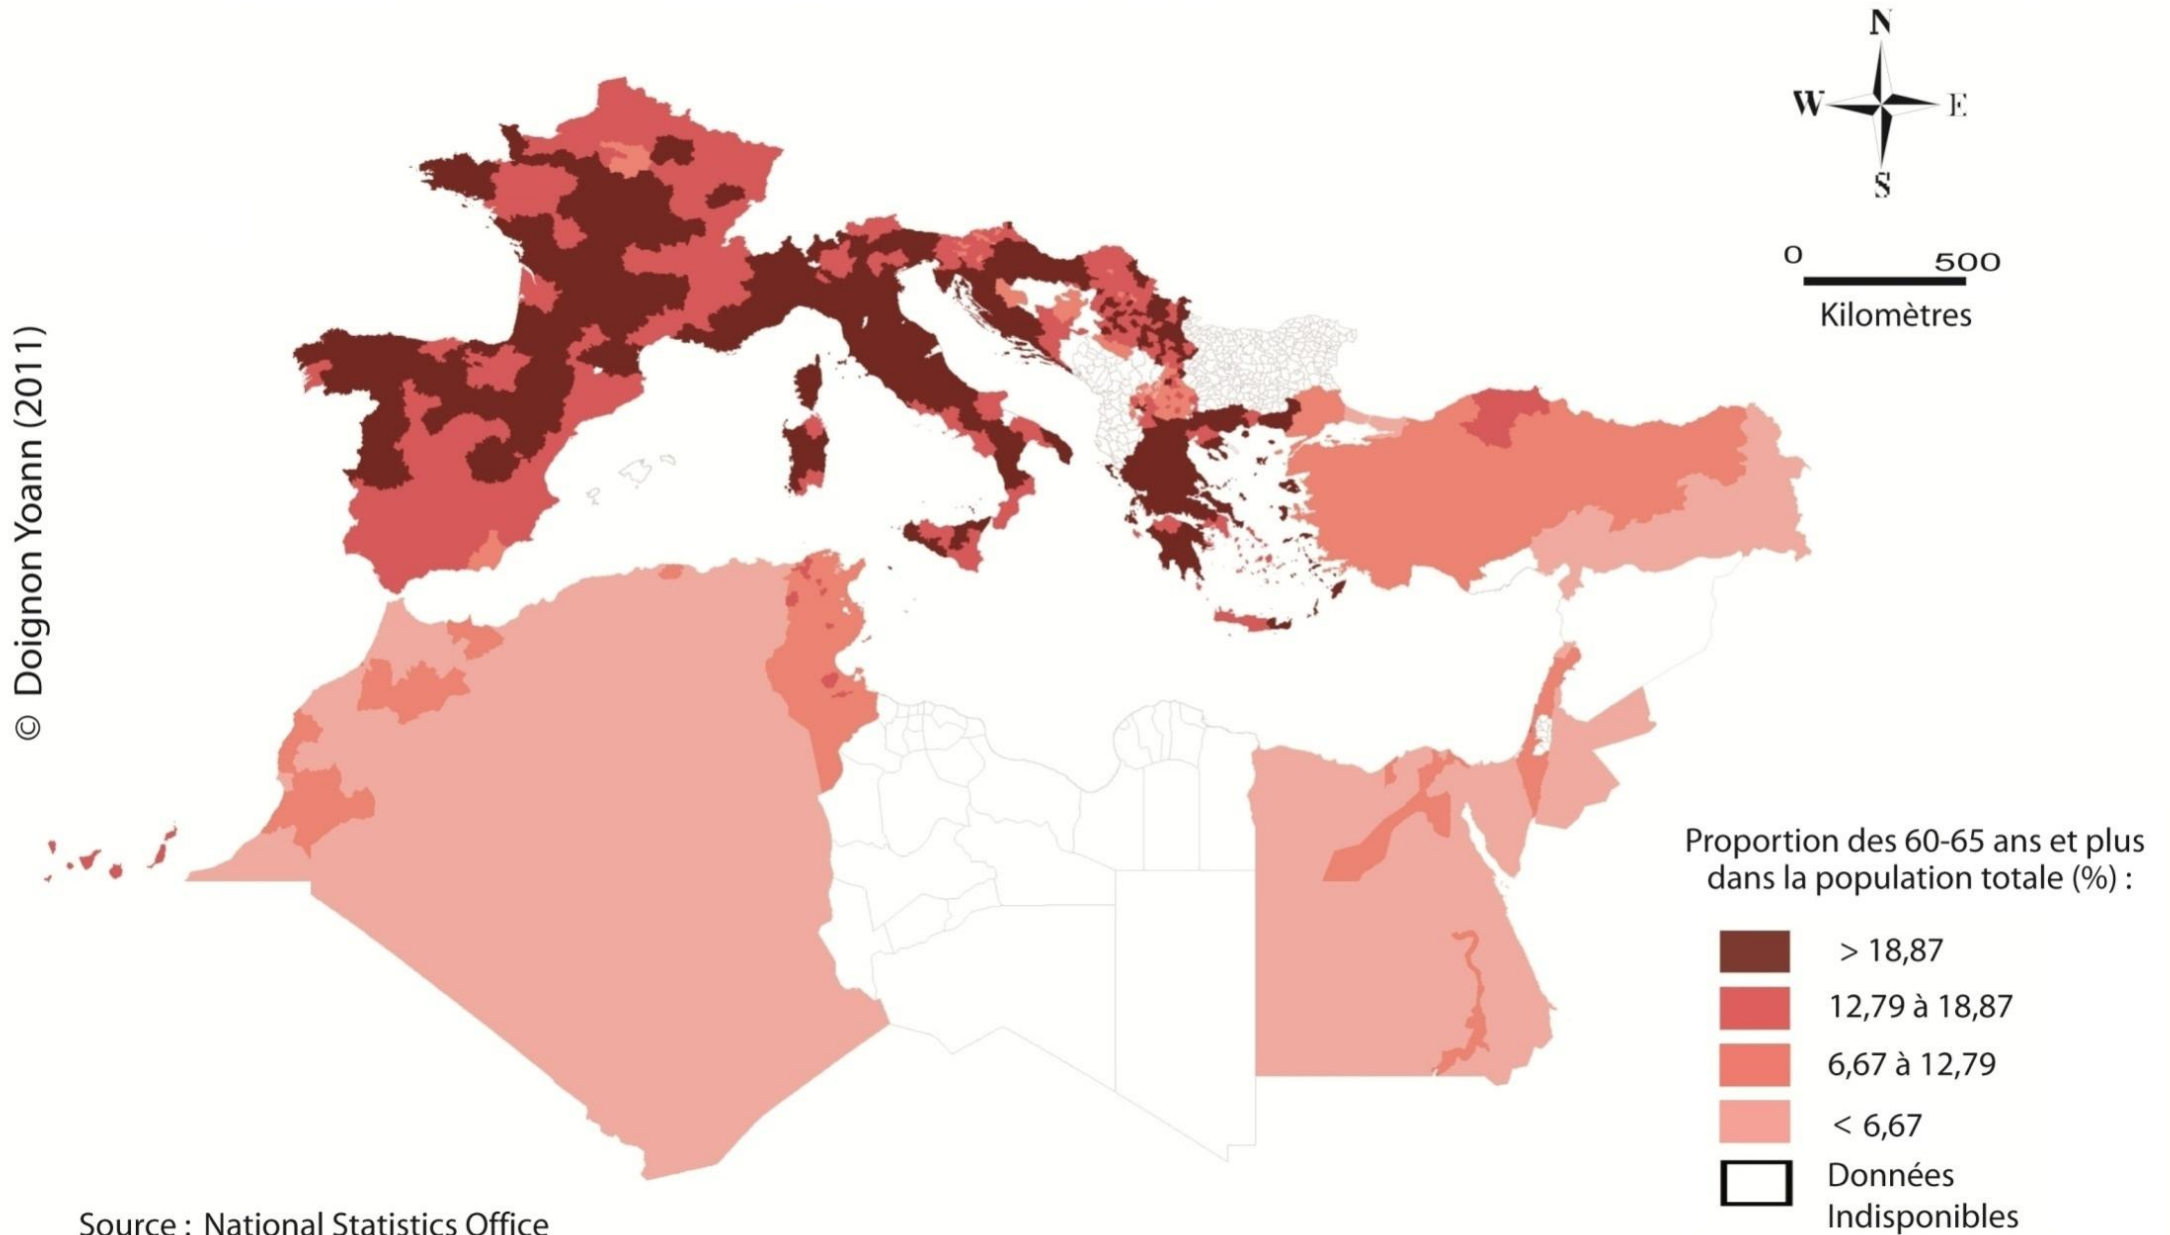 N
W E
S
0 500
Kilomètres
© Doignon Yoann (2011)
Proportion des 60-65 ans et plus
dans la population totale (%) :
> 18,87
12,79 à 18,87
6,67 à 12,79
< 6,67
Données
Indisponibles
Source : National Statistics Office